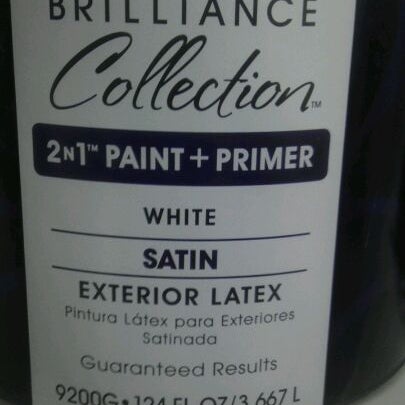 BRILLIANCE
Collection™
2N1™ PAINT + PRIMER
WHITE
SATIN
EXTERIOR LATEX
Pintura Látex para Exteriores
Satinada
Guaranteed Results
9200G • 124 FL OZ/3.667 L